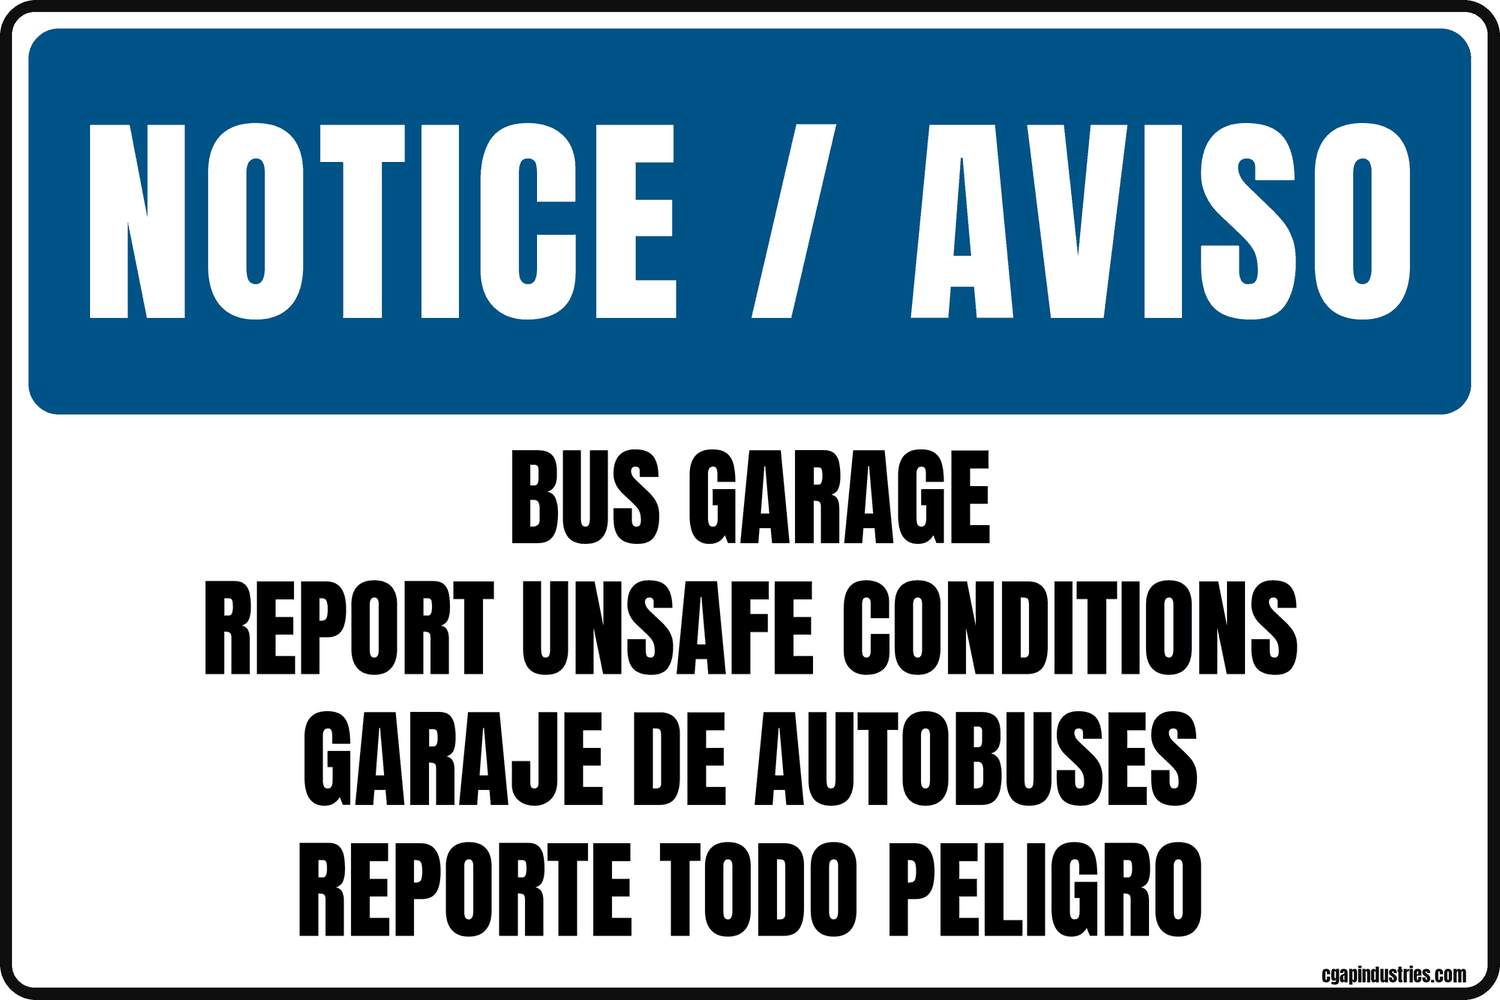 NOTICE / AVISO
BUS GARAGE
REPORT UNSAFE CONDITIONS
GARAJE DE AUTOBUSES
REPORTE TODO PELIGRO
cgapindustries.com